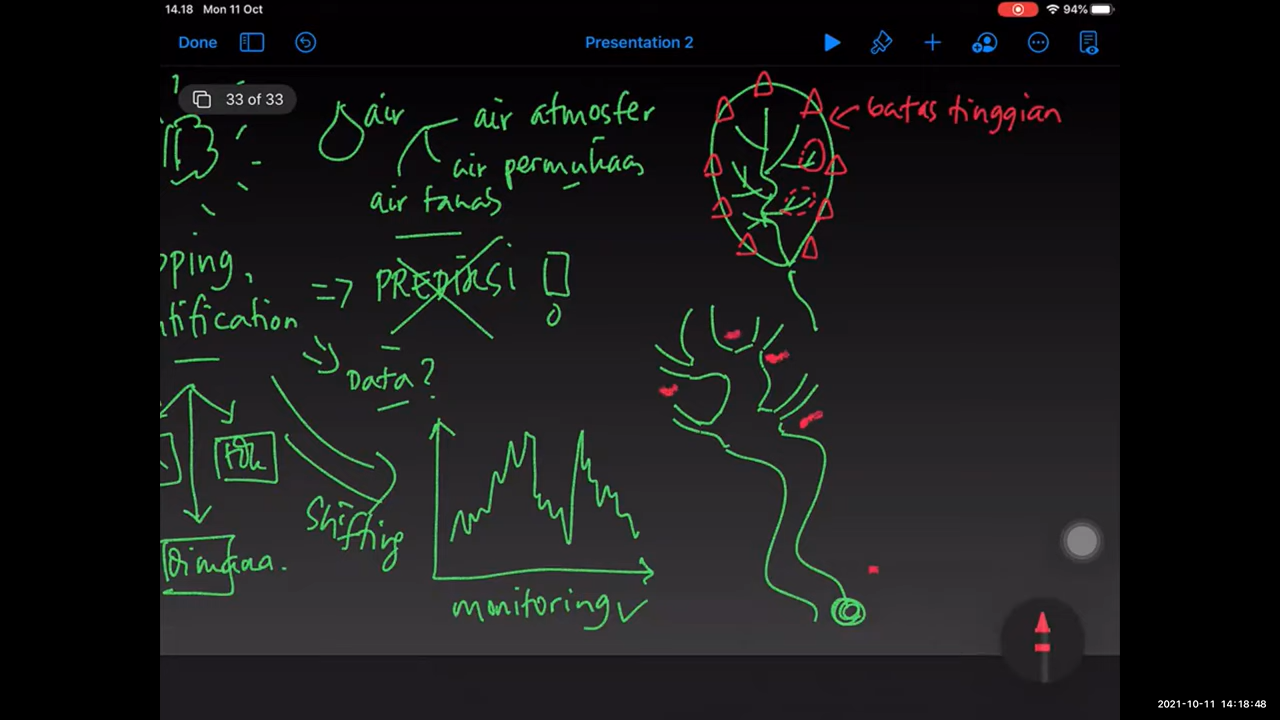 14.18 Mon 11 Oct
94%
Done
Presentation 2
33 of 33
air
air atmosfer
air permukaan
air tanah
batas tinggian
pping,
=> PREDIKSI
ntification
Data?
Shifting
monitoring ✓
2021-10-11 14:18:48